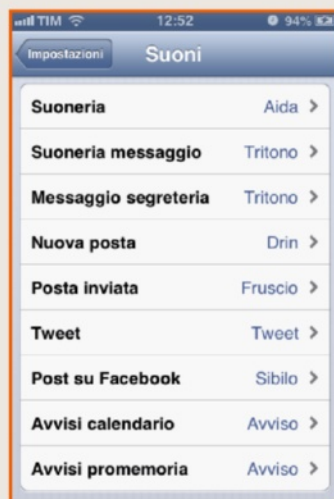 TIM 12:52 94%
Impostazioni Suoni
Suoneria Aida
Suoneria messaggio Tritono
Messaggio segreteria Tritono
Nuova posta Drin
Posta inviata Fruscio
Tweet Tweet
Post su Facebook Sibilo
Avvisi calendario Avviso
Avvisi promemoria Avviso